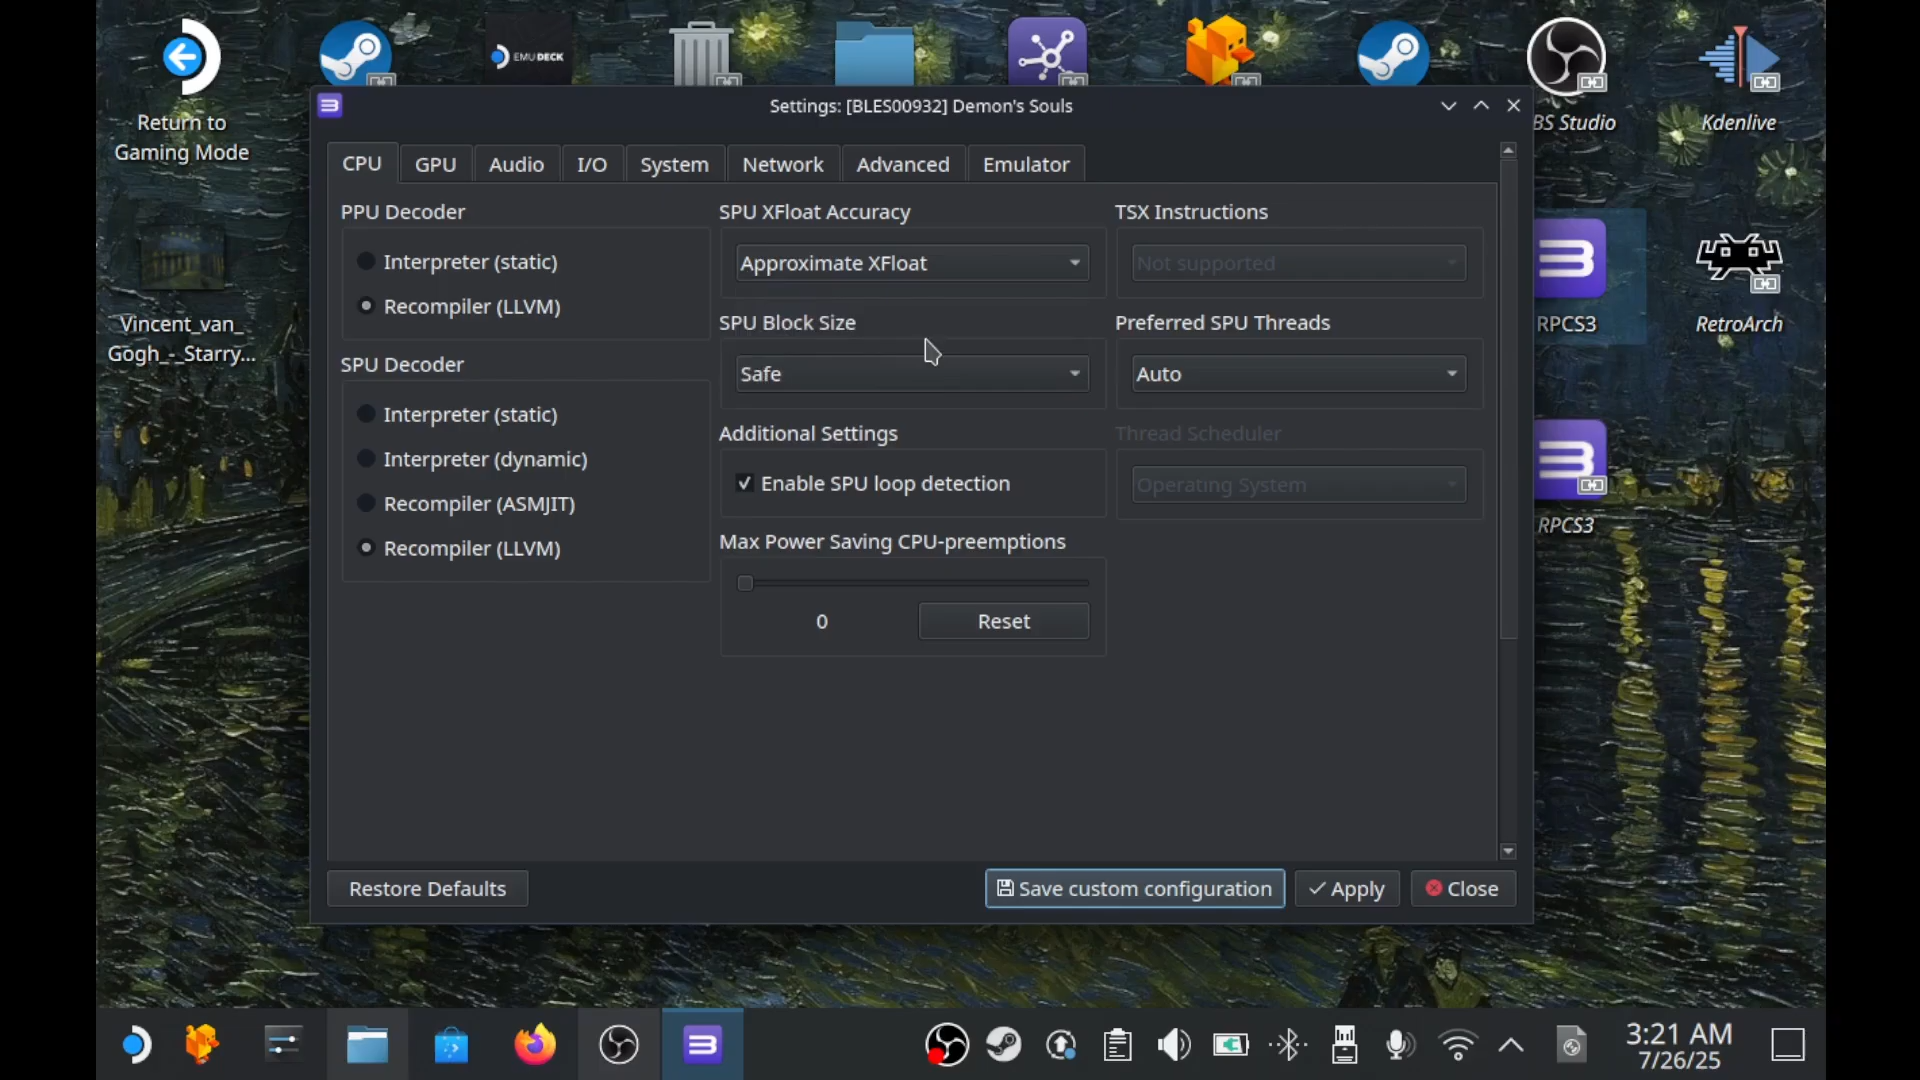 EMUDECK
Return to
Gaming Mode
BS Studio
Kdenlive
Vincent_van_
Gogh_-_Starry...
RPCS3
RetroArch
RPCS3
Settings: [BLES00932] Demon's Souls
CPU
GPU
Audio
I/O
System
Network
Advanced
Emulator
PPU Decoder
Interpreter (static)
Recompiler (LLVM)
SPU Decoder
Interpreter (static)
Interpreter (dynamic)
Recompiler (ASMJIT)
Recompiler (LLVM)
SPU XFloat Accuracy
Approximate XFloat
SPU Block Size
Safe
Additional Settings
Enable SPU loop detection
Max Power Saving CPU-preemptions
0
Reset
TSX Instructions
Not supported
Preferred SPU Threads
Auto
Thread Scheduler
Operating System
Restore Defaults
Save custom configuration
Apply
Close
3:21 AM
7/26/25